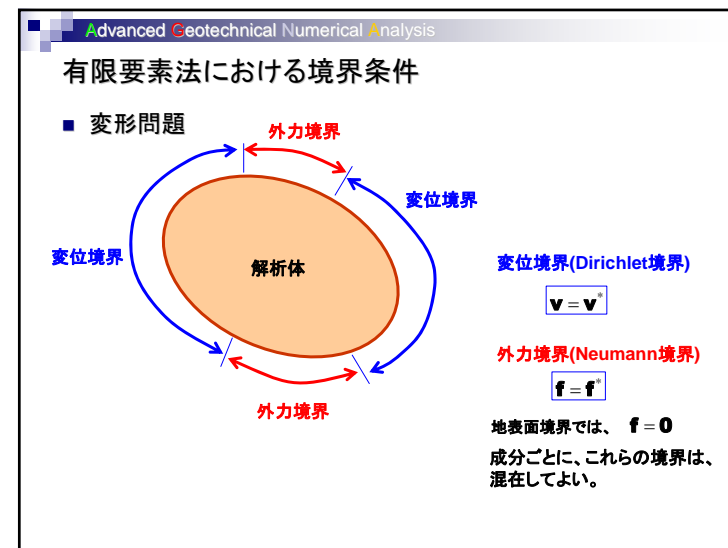 Advanced Geotechnical Numerical Analysis
有限要素法における境界条件
■ 変形問題
外力境界
変位境界
変位境界
解析体
外力境界
変位境界(Dirichlet境界)
v = v*
外力境界(Neumann境界)
f = f*
地表面境界では、 f = 0
成分ごとに、これらの境界は、
混在してよい。